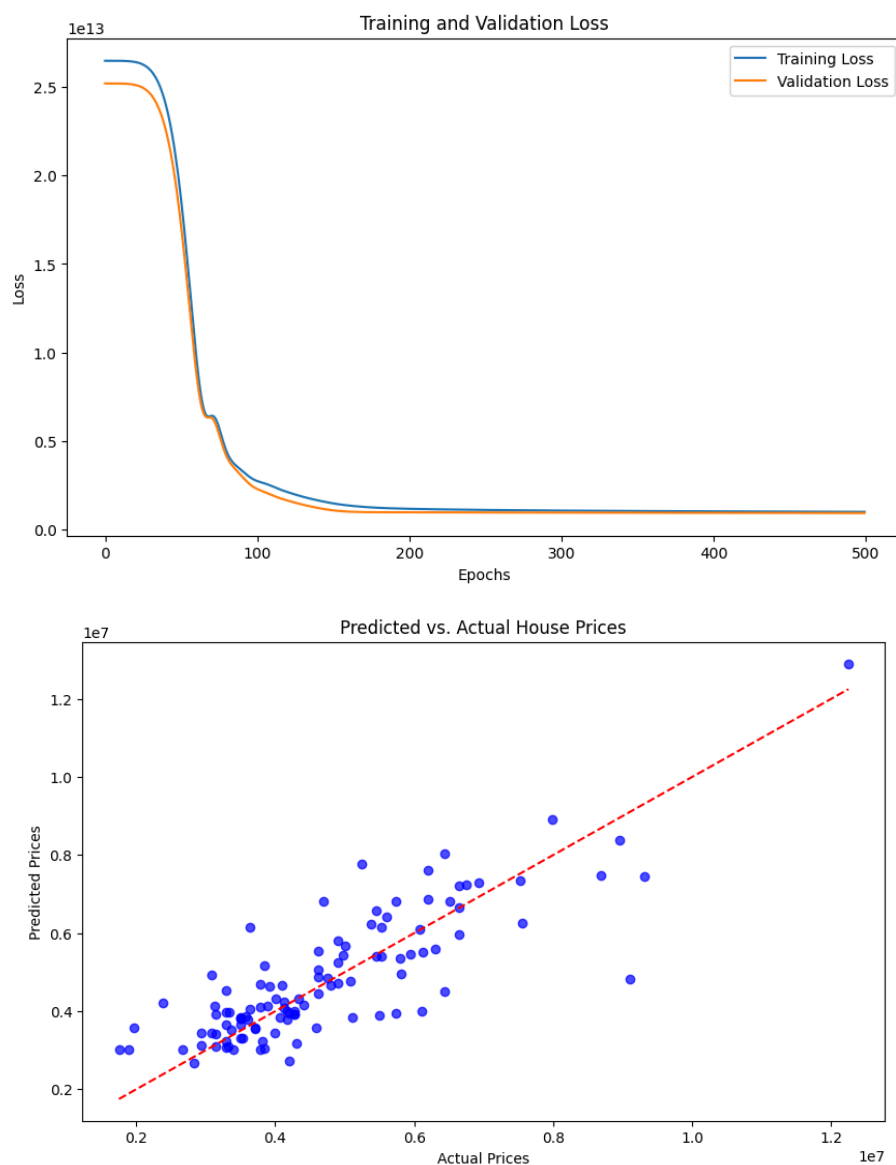 Training and Validation Loss
1e13
Training Loss
Validation Loss
2.5
2.0
1.5
1.0
0.5
0.0
Loss
0 100 200 300 400 500
Epochs
Predicted vs. Actual House Prices
1e7
1.2
1.0
0.8
0.6
0.4
0.2
Predicted Prices
0.2 0.4 0.6 0.8 1.0 1.2
Actual Prices
1e7